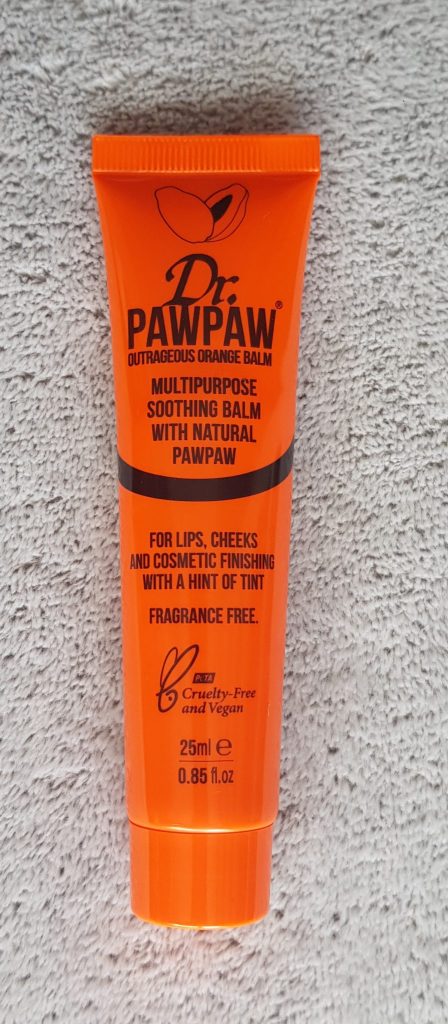 Dr.
PAWPAW®
OUTRAGEOUS ORANGE BALM
MULTIPURPOSE
SOOTHING BALM
WITH NATURAL
PAWPAW
FOR LIPS, CHEEKS
AND COSMETIC FINISHING
WITH A HINT OF TINT
FRAGRANCE FREE.
PETA
Cruelty-Free
and Vegan
25ml ℮
0.85 fl.oz